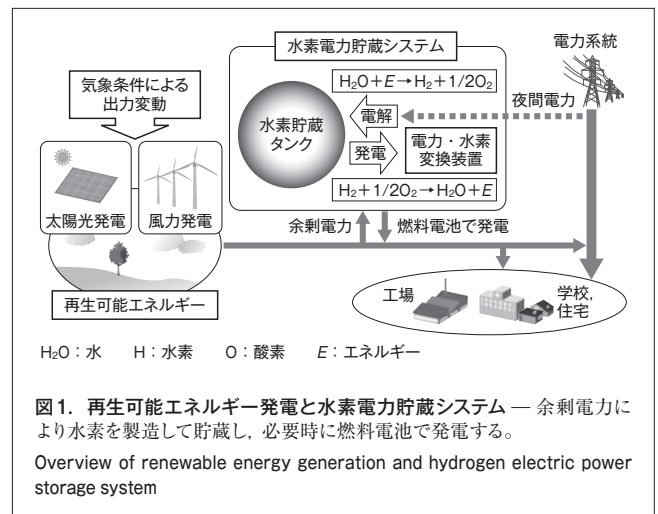 水素電力貯蔵システム
電力系統
気象条件による
出力変動
H₂O+E→H₂+1/2O₂
夜間電力
水素貯蔵
タンク
電解
発電
電力・水素
変換装置
H₂+1/2O₂→H₂O+E
太陽光発電
風力発電
余剰電力
燃料電池で発電
再生可能エネルギー
工場
学校,
住宅
H₂O：水　H：水素　O：酸素　E：エネルギー
図1. 再生可能エネルギー発電と水素電力貯蔵システム — 余剰電力に
より水素を製造して貯蔵し，必要時に燃料電池で発電する。
Overview of renewable energy generation and hydrogen electric power
storage system